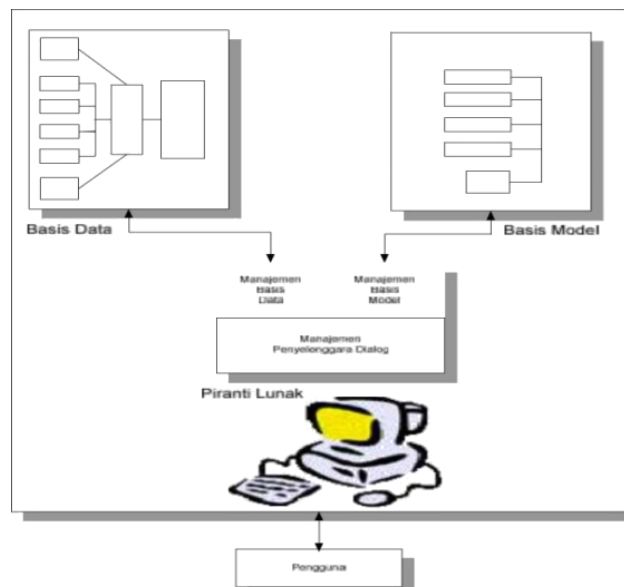 Basis Data
Basis Model
Manajemen
Basis
Data
Manajemen
Basis
Model
Manajemen
Penyelenggara Dialog
Piranti Lunak
Pengguna